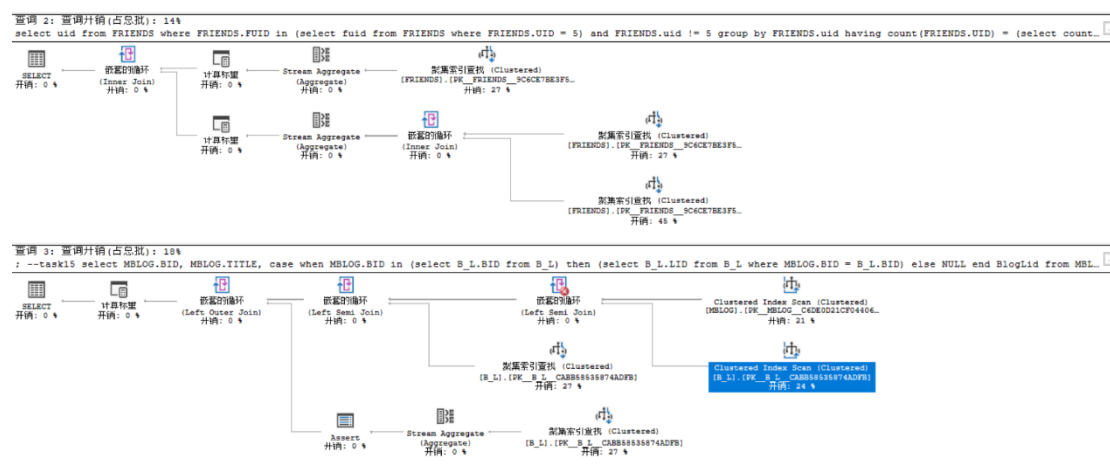 查询 2: 查询开销(占总批): 14%
select uid from FRIENDS where FRIENDS.FUID in (select fuid from FRIENDS where FRIENDS.UID = 5) and FRIENDS.uid != 5 group by FRIENDS.uid having count(FRIENDS.UID) = (select count…
SELECT
开销: 0 %
嵌套的循环
(Inner Join)
开销: 0 %
计算标量
开销: 0 %
Stream Aggregate
(Aggregate)
开销: 0 %
聚集索引查找 (Clustered)
[FRIENDS].[PK__FRIENDS__9C6CE7BE3F5…
开销: 27 %
计算标量
开销: 0 %
Stream Aggregate
(Aggregate)
开销: 0 %
嵌套的循环
(Inner Join)
开销: 0 %
聚集索引查找 (Clustered)
[FRIENDS].[PK__FRIENDS__9C6CE7BE3F5…
开销: 27 %
聚集索引查找 (Clustered)
[FRIENDS].[PK__FRIENDS__9C6CE7BE3F5…
开销: 45 %
查询 3: 查询开销(占总批): 18%
; --task15 select MBLOG.BID, MBLOG.TITLE, case when MBLOG.BID in (select B_L.BID from B_L) then (select B_L.LID from B_L where MBLOG.BID = B_L.BID) else NULL end BlogLid from MBL…
SELECT
开销: 0 %
计算标量
开销: 0 %
嵌套的循环
(Left Outer Join)
开销: 0 %
嵌套的循环
(Left Semi Join)
开销: 0 %
嵌套的循环
(Left Semi Join)
开销: 0 %
Clustered Index Scan (Clustered)
[MBLOG].[PK__MBLOG__C6DE0D21CF04406…
开销: 21 %
聚集索引查找 (Clustered)
[B_L].[PK__B_L__CABB58535874ADFB]
开销: 27 %
Clustered Index Scan (Clustered)
[B_L].[PK__B_L__CABB58535874ADFB]
开销: 24 %
Assert
开销: 0 %
Stream Aggregate
(Aggregate)
开销: 0 %
聚集索引查找 (Clustered)
[B_L].[PK__B_L__CABB58535874ADFB]
开销: 27 %